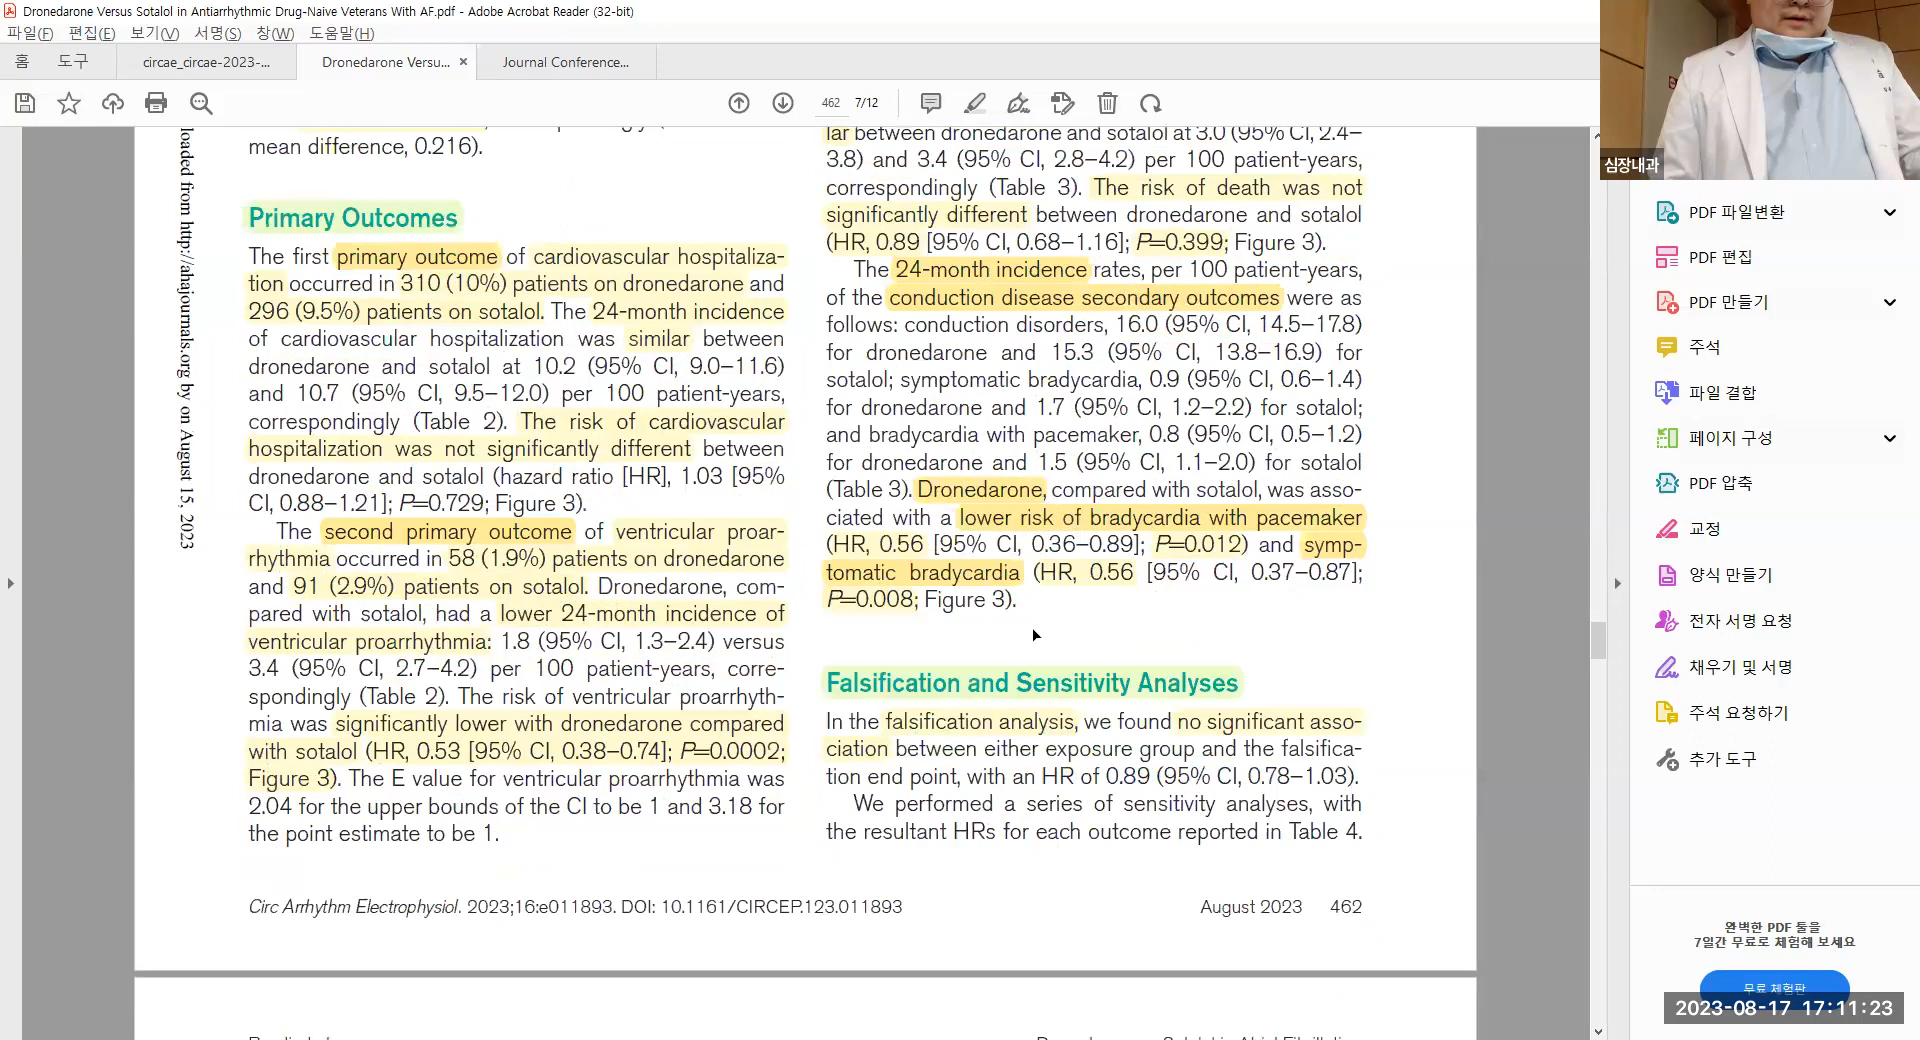 Dronedarone Versus Sotalol in Antiarrhythmic Drug-Naive Veterans With AF.pdf - Adobe Acrobat Reader (32-bit)
파일(F) 편집(E) 보기(V) 서명(S) 창(W) 도움말(H)
홈 도구 circae_circae-2023-... Dronedarone Versu... × Journal Conference...
462 7/12
loaded from http://ahajournals.org by on August 15, 2023
mean difference, 0.216).
Primary Outcomes
The first primary outcome of cardiovascular hospitaliza-
tion occurred in 310 (10%) patients on dronedarone and
296 (9.5%) patients on sotalol. The 24-month incidence
of cardiovascular hospitalization was similar between
dronedarone and sotalol at 10.2 (95% CI, 9.0–11.6)
and 10.7 (95% CI, 9.5–12.0) per 100 patient-years,
correspondingly (Table 2). The risk of cardiovascular
hospitalization was not significantly different between
dronedarone and sotalol (hazard ratio [HR], 1.03 [95%
CI, 0.88–1.21]; P=0.729; Figure 3).
The second primary outcome of ventricular proar-
rhythmia occurred in 58 (1.9%) patients on dronedarone
and 91 (2.9%) patients on sotalol. Dronedarone, com-
pared with sotalol, had a lower 24-month incidence of
ventricular proarrhythmia: 1.8 (95% CI, 1.3–2.4) versus
3.4 (95% CI, 2.7–4.2) per 100 patient-years, corre-
spondingly (Table 2). The risk of ventricular proarrhyth-
mia was significantly lower with dronedarone compared
with sotalol (HR, 0.53 [95% CI, 0.38–0.74]; P=0.0002;
Figure 3). The E value for ventricular proarrhythmia was
2.04 for the upper bounds of the CI to be 1 and 3.18 for
the point estimate to be 1.
lar between dronedarone and sotalol at 3.0 (95% CI, 2.4–
3.8) and 3.4 (95% CI, 2.8–4.2) per 100 patient-years,
correspondingly (Table 3). The risk of death was not
significantly different between dronedarone and sotalol
(HR, 0.89 [95% CI, 0.68–1.16]; P=0.399; Figure 3).
The 24-month incidence rates, per 100 patient-years,
of the conduction disease secondary outcomes were as
follows: conduction disorders, 16.0 (95% CI, 14.5–17.8)
for dronedarone and 15.3 (95% CI, 13.8–16.9) for
sotalol; symptomatic bradycardia, 0.9 (95% CI, 0.6–1.4)
for dronedarone and 1.7 (95% CI, 1.2–2.2) for sotalol;
and bradycardia with pacemaker, 0.8 (95% CI, 0.5–1.2)
for dronedarone and 1.5 (95% CI, 1.1–2.0) for sotalol
(Table 3). Dronedarone, compared with sotalol, was asso-
ciated with a lower risk of bradycardia with pacemaker
(HR, 0.56 [95% CI, 0.36–0.89]; P=0.012) and symp-
tomatic bradycardia (HR, 0.56 [95% CI, 0.37–0.87];
P=0.008; Figure 3).
Falsification and Sensitivity Analyses
In the falsification analysis, we found no significant asso-
ciation between either exposure group and the falsifica-
tion end point, with an HR of 0.89 (95% CI, 0.78–1.03).
We performed a series of sensitivity analyses, with
the resultant HRs for each outcome reported in Table 4.
Circ Arrhythm Electrophysiol. 2023;16:e011893. DOI: 10.1161/CIRCEP.123.011893
August 2023 462
심장내과
PDF 파일변환
PDF 편집
PDF 만들기
주석
파일 결합
페이지 구성
PDF 압축
교정
양식 만들기
전자 서명 요청
채우기 및 서명
주석 요청하기
추가 도구
완벽한 PDF 툴을
7일간 무료로 체험해 보세요
무료 체험판
2023-08-17 17:11:23